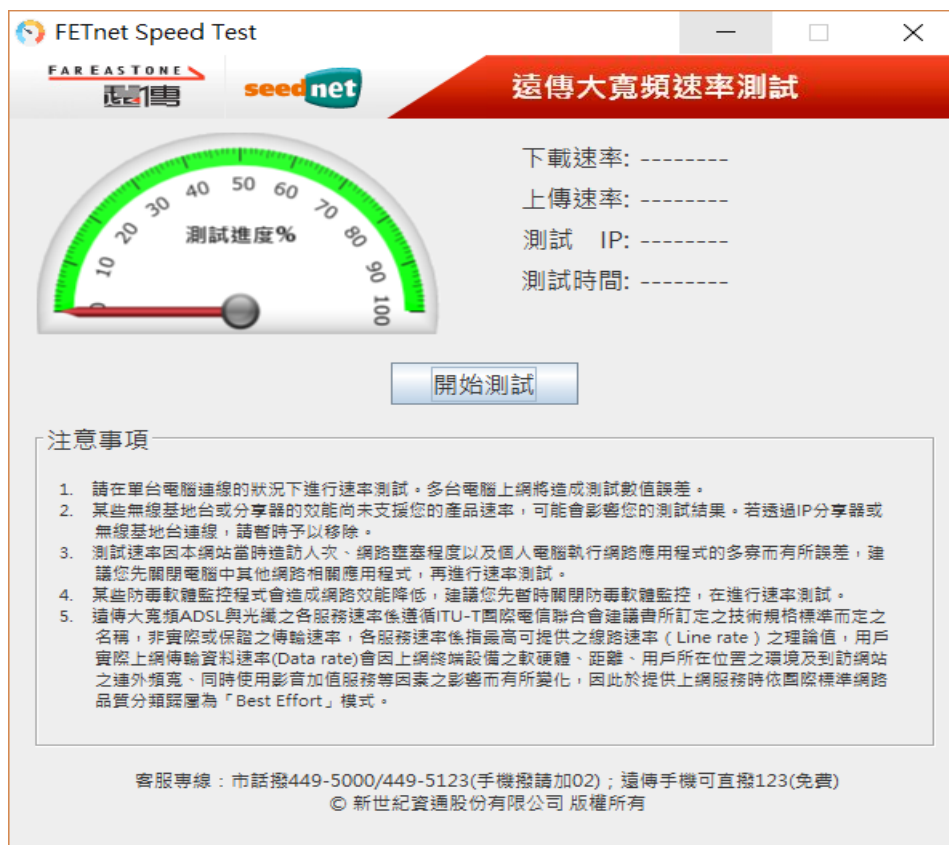 FETnet Speed Test
FAR EASTONE
遠傳
seednet
遠傳大寬頻速率測試
0
10
20
30
40
50
60
70
80
90
100
測試進度%
下載速率: --------
上傳速率: --------
測試 IP: --------
測試時間: --------
開始測試
注意事項
1. 請在單台電腦連線的狀況下進行速率測試。多台電腦上網將造成測試數值誤差。
2. 某些無線基地台或分享器的效能尚未支援您的產品速率，可能會影響您的測試結果。若透過IP分享器或
無線基地台連線，請暫時予以移除。
3. 測試速率因本網站當時造訪人次、網路壅塞程度以及個人電腦執行網路應用程式的多寡而有所誤差，建
議您先關閉電腦中其他網路相關應用程式，再進行速率測試。
4. 某些防毒軟體監控程式會造成網路效能降低，建議您先暫時關閉防毒軟體監控，在進行速率測試。
5. 遠傳大寬頻ADSL與光纖之各服務速率係遵循ITU-T國際電信聯合會建議書所訂定之技術規格標準而定之
名稱，非實際或保證之傳輸速率，各服務速率係指最高可提供之線路速率（Line rate）之理論值，用戶
實際上網傳輸資料速率(Data rate)會因上網終端設備之軟硬體、距離、用戶所在位置之環境及到訪網站
之連外頻寬、同時使用影音加值服務等因素之影響而有所變化，因此於提供上網服務時依國際標準網路
品質分類歸屬為「Best Effort」模式。
客服專線：市話撥449-5000/449-5123(手機撥請加02)；遠傳手機可直撥123(免費)
© 新世紀資通股份有限公司 版權所有